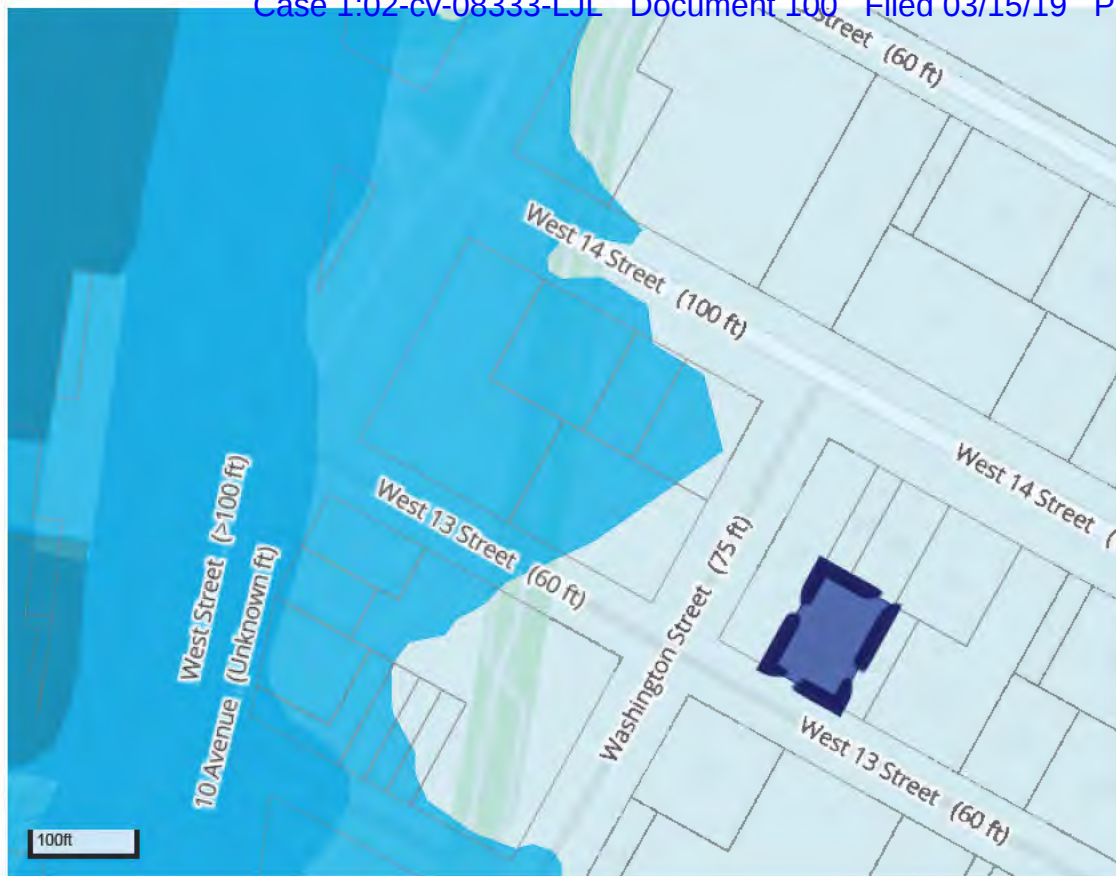 Case 1:02-cv-08333-LJL Document 100 Filed 03/15/19 P
Street (60 ft)
West 14 Street (100 ft)
West 14 Street (
West 13 Street (60 ft)
Washington Street (75 ft)
West Street (>100 ft)
10 Avenue (Unknown ft)
West 13 Street (60 ft)
100ft